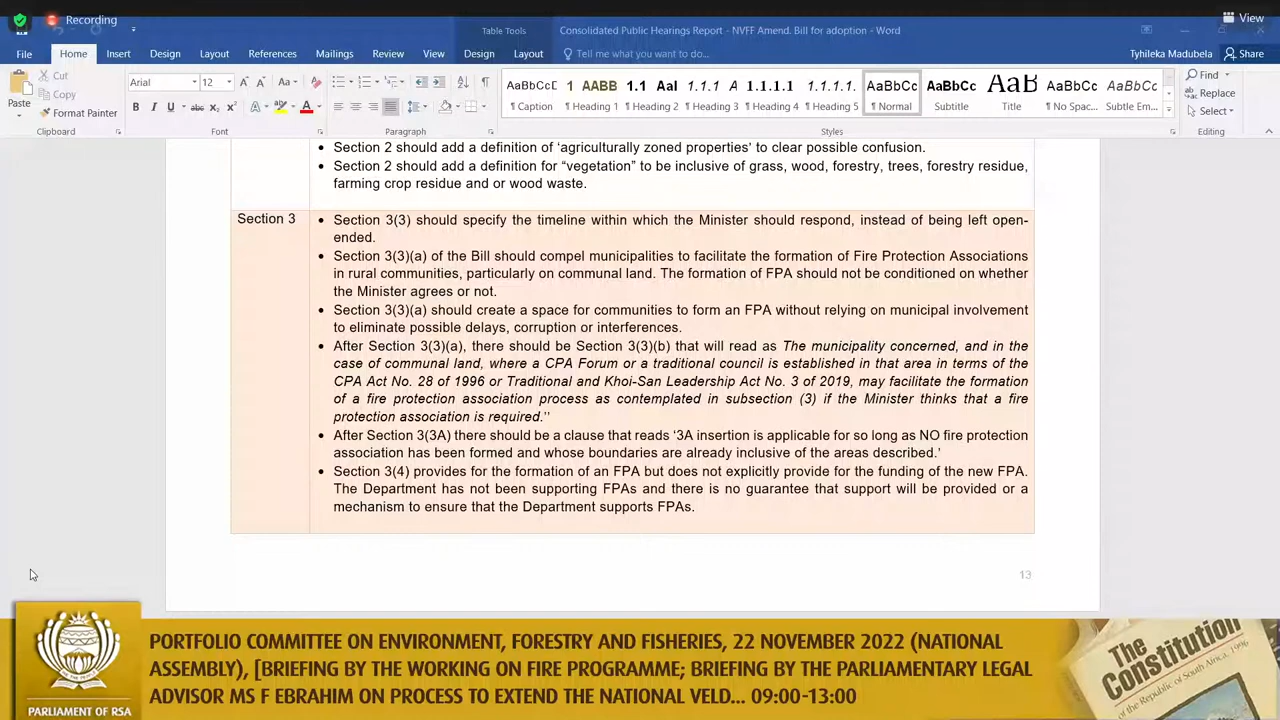 Recording
View
Table Tools
Consolidated Public Hearings Report - NVFF Amend. Bill for adoption - Word
File Home Insert Draw Design Layout References Mailings Review View Design Layout Tell me what you want to do... Tyhileka Madubela Share
Paste
Cut
Copy
Format Painter
Clipboard
Arial 12
Font
Paragraph
AaBbCcD 1 AABB 1.1 AaI 1.1.1 A 1.1.1.1 1.1.1.1 AaBbCc AaBbCc AaB AaBbCc AaBbCc
¶ Caption ¶ Heading 1 ¶ Heading 2 ¶ Heading 3 ¶ Heading 4 ¶ Heading 5 ¶ Normal Subtitle Title ¶ No Spac... Subtle Em...
Styles
Find
Replace
Select
Editing
• Section 2 should add a definition of ‘agriculturally zoned properties’ to clear possible confusion.
• Section 2 should add a definition for “vegetation” to be inclusive of grass, wood, forestry, trees, forestry residue,
farming crop residue and or wood waste.
Section 3
• Section 3(3) should specify the timeline within which the Minister should respond, instead of being left open-
ended.
• Section 3(3)(a) of the Bill should compel municipalities to facilitate the formation of Fire Protection Associations
in rural communities, particularly on communal land. The formation of FPA should not be conditioned on whether
the Minister agrees or not.
• Section 3(3)(a) should create a space for communities to form an FPA without relying on municipal involvement
to eliminate possible delays, corruption or interferences.
• After Section 3(3)(a), there should be Section 3(3)(b) that will read as The municipality concerned, and in the
case of communal land, where a CPA Forum or a traditional council is established in that area in terms of the
CPA Act No. 28 of 1996 or Traditional and Khoi-San Leadership Act No. 3 of 2019, may facilitate the formation
of a fire protection association process as contemplated in subsection (3) if the Minister thinks that a fire
protection association is required.’’
• After Section 3(3A) there should be a clause that reads ‘3A insertion is applicable for so long as NO fire protection
association has been formed and whose boundaries are already inclusive of the areas described.’
• Section 3(4) provides for the formation of an FPA but does not explicitly provide for the funding of the new FPA.
The Department has not been supporting FPAs and there is no guarantee that support will be provided or a
mechanism to ensure that the Department supports FPAs.
13
PORTFOLIO COMMITTEE ON ENVIRONMENT, FORESTRY AND FISHERIES, 22 NOVEMBER 2022 (NATIONAL
ASSEMBLY), [BRIEFING BY THE WORKING ON FIRE PROGRAMME; BRIEFING BY THE PARLIAMENTARY LEGAL
ADVISOR MS F EBRAHIM ON PROCESS TO EXTEND THE NATIONAL VELD... 09:00-13:00
PARLIAMENT OF RSA
The
Constitution
of the Republic of South Africa, 1996